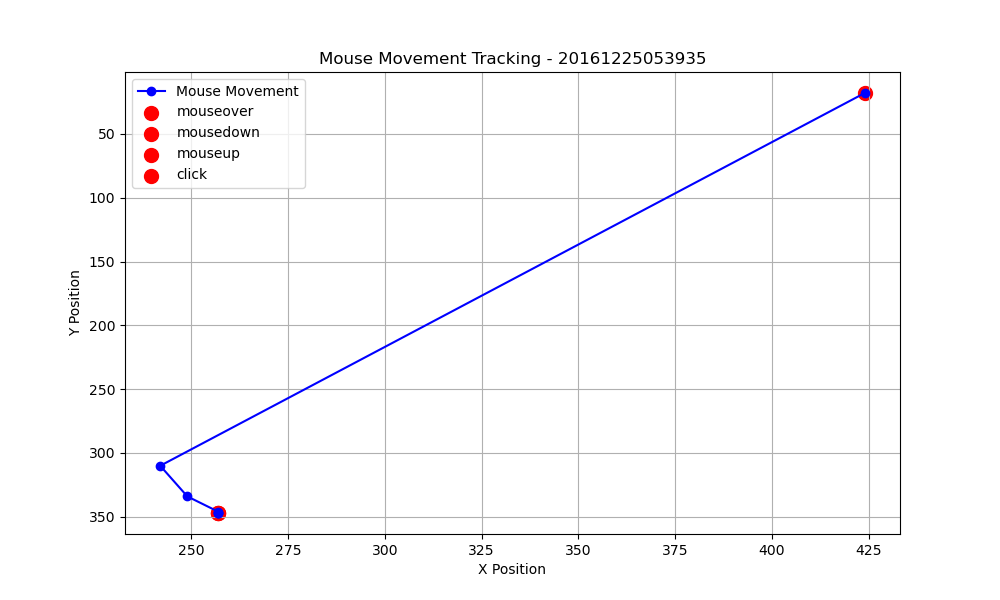 Mouse Movement Tracking - 20161225053935
Mouse Movement
mouseover
mousedown
mouseup
click
Y Position
50
100
150
200
250
300
350
250
275
300
325
350
375
400
425
X Position